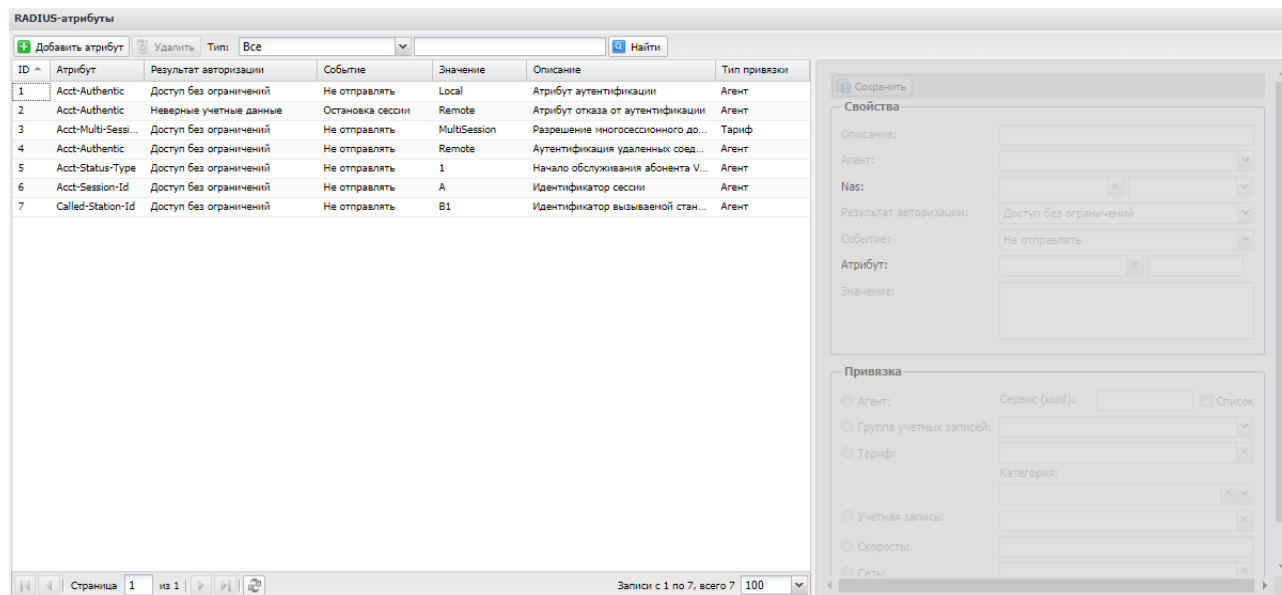 RADIUS-атрибуты
Добавить атрибут Удалить Тип: Все Найти
ID Атрибут Результат авторизации Событие Значение Описание Тип привязки
1 Acct-Authentic Доступ без ограничений Не отправлять Local Атрибут аутентификации Агент
2 Acct-Authentic Неверные учетные данные Остановка сессии Remote Атрибут отказа от аутентификации Агент
3 Acct-Multi-Sessi... Доступ без ограничений Не отправлять MultiSession Разрешение многосессионного до... Тариф
4 Acct-Authentic Доступ без ограничений Не отправлять Remote Аутентификация удаленных соед... Агент
5 Acct-Status-Type Доступ без ограничений Не отправлять 1 Начало обслуживания абонента V... Агент
6 Acct-Session-Id Доступ без ограничений Не отправлять A Идентификатор сессии Агент
7 Called-Station-Id Доступ без ограничений Не отправлять B1 Идентификатор вызываемой стан... Агент
Страница 1 из 1 Записи с 1 по 7, всего 7 100
Сохранить
Свойства
Описание:
Агент:
Nas:
Результат авторизации: Доступ без ограничений
Событие: Не отправлять
Атрибут:
Значение:
Привязка
Агент: Сервис (uuid): Список
Группа учетных записей:
Тариф:
Категория:
Учетная запись:
Скорость:
Сеть: